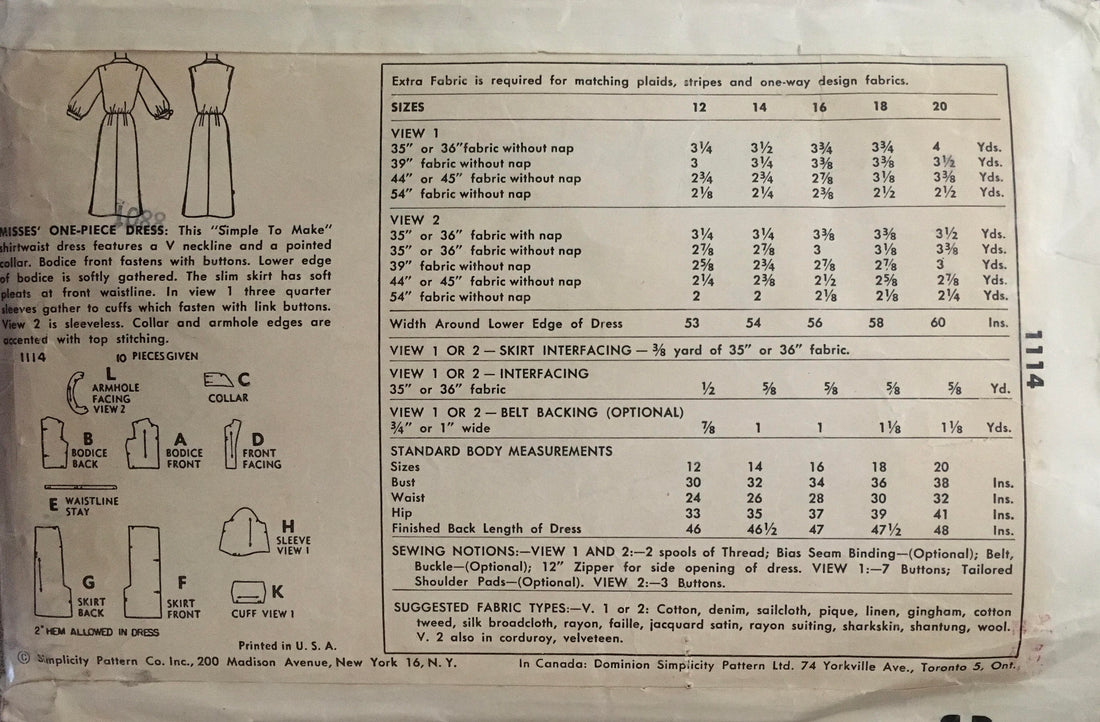 1088
MISSES' ONE-PIECE DRESS: This "Simple To Make"
shirtwaist dress features a V neckline and a pointed
collar. Bodice front fastens with buttons. Lower edge
of bodice is softly gathered. The slim skirt has soft
pleats at front waistline. In view 1 three quarter
sleeves gather to cuffs which fasten with link buttons.
View 2 is sleeveless. Collar and armhole edges are
accented with top stitching.
1114 10 PIECES GIVEN
L
ARMHOLE
FACING
VIEW 2
C
COLLAR
B
BODICE
BACK
A
BODICE
FRONT
D
FRONT
FACING
E WAISTLINE
STAY
H
SLEEVE
VIEW 1
G
SKIRT
BACK
F
SKIRT
FRONT
K
CUFF VIEW 1
2" HEM ALLOWED IN DRESS
Printed in U. S. A.
Extra Fabric is required for matching plaids, stripes and one-way design fabrics.
SIZES 12 14 16 18 20
VIEW 1
35" or 36" fabric without nap 3¼ 3½ 3¾ 3¾ 4 Yds.
39" fabric without nap 3 3¼ 3⅜ 3⅜ 3½ Yds.
44" or 45" fabric without nap 2¾ 2¾ 2⅞ 3⅛ 3⅜ Yds.
54" fabric without nap 2⅛ 2¼ 2⅜ 2½ 2½ Yds.
VIEW 2
35" or 36" fabric with nap 3¼ 3¼ 3⅜ 3⅜ 3½ Yds.
35" or 36" fabric without nap 2⅞ 2⅞ 3 3⅛ 3⅜ Yds.
39" fabric without nap 2⅝ 2¾ 2⅞ 2⅞ 3 Yds.
44" or 45" fabric without nap 2¼ 2⅜ 2½ 2⅝ 2⅞ Yds.
54" fabric without nap 2 2 2⅛ 2⅛ 2¼ Yds.
Width Around Lower Edge of Dress 53 54 56 58 60 Ins.
VIEW 1 OR 2 — SKIRT INTERFACING — ⅜ yard of 35" or 36" fabric.
VIEW 1 OR 2 — INTERFACING
35" or 36" fabric ½ ⅝ ⅝ ⅝ ⅝ Yd.
VIEW 1 OR 2 — BELT BACKING (OPTIONAL)
¾" or 1" wide ⅞ 1 1 1⅛ 1⅛ Yds.
STANDARD BODY MEASUREMENTS
Sizes 12 14 16 18 20
Bust 30 32 34 36 38 Ins.
Waist 24 26 28 30 32 Ins.
Hip 33 35 37 39 41 Ins.
Finished Back Length of Dress 46 46½ 47 47½ 48 Ins.
SEWING NOTIONS:—VIEW 1 AND 2:—2 spools of Thread; Bias Seam Binding—(Optional); Belt,
Buckle—(Optional); 12" Zipper for side opening of dress. VIEW 1:—7 Buttons; Tailored
Shoulder Pads—(Optional). VIEW 2:—3 Buttons.
SUGGESTED FABRIC TYPES:—V. 1 or 2: Cotton, denim, sailcloth, pique, linen, gingham, cotton
tweed, silk broadcloth, rayon, faille, jacquard satin, rayon suiting, sharkskin, shantung, wool.
V. 2 also in corduroy, velveteen.
1114
© Simplicity Pattern Co. Inc., 200 Madison Avenue, New York 16, N. Y. In Canada: Dominion Simplicity Pattern Ltd. 74 Yorkville Ave., Toronto 5, Ont.